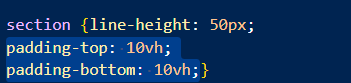 section {line-height: 50px;
padding-top: 10vh;
padding-bottom: 10vh;}